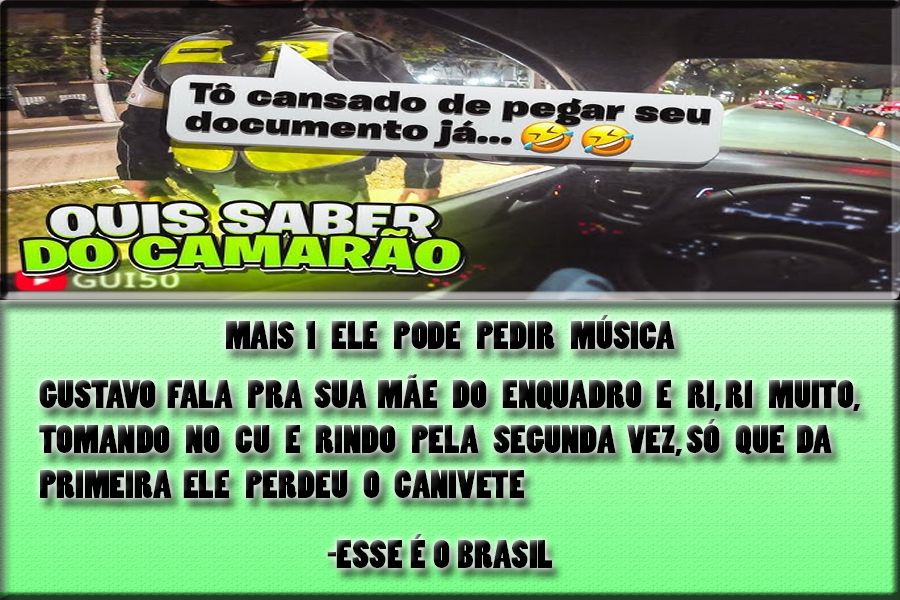 Tô cansado de pegar seu
documento já... 🤣🤣
QUIS SABER
DO CAMARÃO
GUI50
MAIS 1 ELE PODE PEDIR MÚSICA
GUSTAVO FALA PRA SUA MÃE DO ENQUADRO E RI, RI MUITO,
TOMANDO NO CU E RINDO PELA SEGUNDA VEZ, SÓ QUE DA
PRIMEIRA ELE PERDEU O CANIVETE
-ESSE É O BRASIL